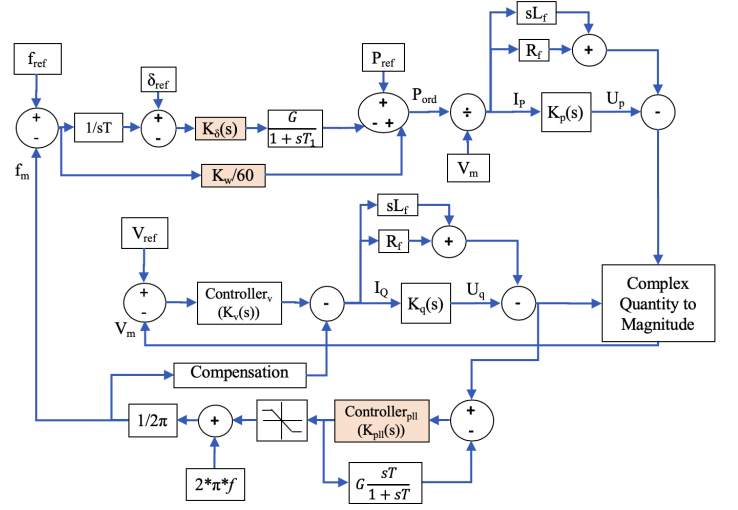 sL_f
f_ref
δ_ref
P_ref
R_f
+
+
+
+
P_ord
I_P
U_p
-
1/sT
-
K_δ(s)
G
1 + sT₁
- +
÷
K_p(s)
-
f_m
K_w/60
V_m
sL_f
V_ref
R_f
+
+
-
Controller_v
(K_v(s))
-
I_Q
K_q(s)
U_q
-
Complex
Quantity to
Magnitude
V_m
Compensation
1/2π
+
Controller_pll
(K_pll(s))
+
-
2*π*f
G sT
1 + sT